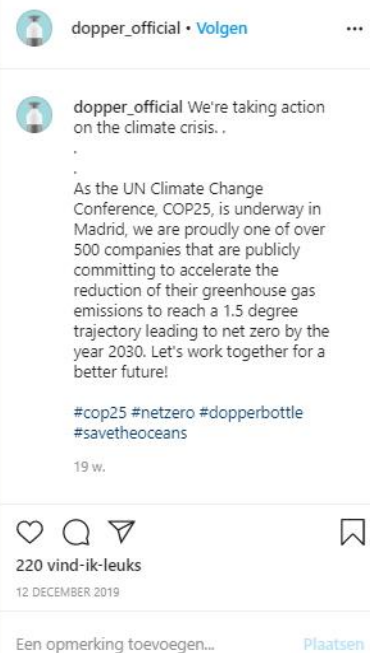 dopper_official • Volgen
...
dopper_official We're taking action
on the climate crisis. .
.
.
As the UN Climate Change
Conference, COP25, is underway in
Madrid, we are proudly one of over
500 companies that are publicly
committing to accelerate the
reduction of their greenhouse gas
emissions to reach a 1.5 degree
trajectory leading to net zero by the
year 2030. Let's work together for a
better future!
#cop25 #netzero #dopperbottle
#savetheoceans
19 w.
220 vind-ik-leuks
12 DECEMBER 2019
Een opmerking toevoegen... Plaatsen